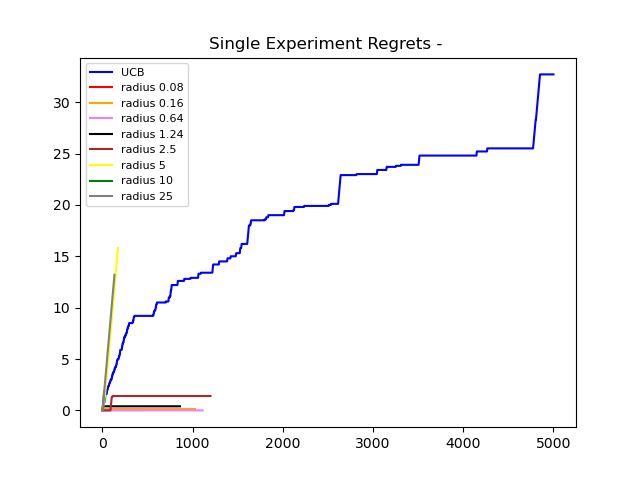 Single Experiment Regrets -
UCB
radius 0.08
radius 0.16
radius 0.64
radius 1.24
radius 2.5
radius 5
radius 10
radius 25
30
25
20
15
10
5
0
0 1000 2000 3000 4000 5000